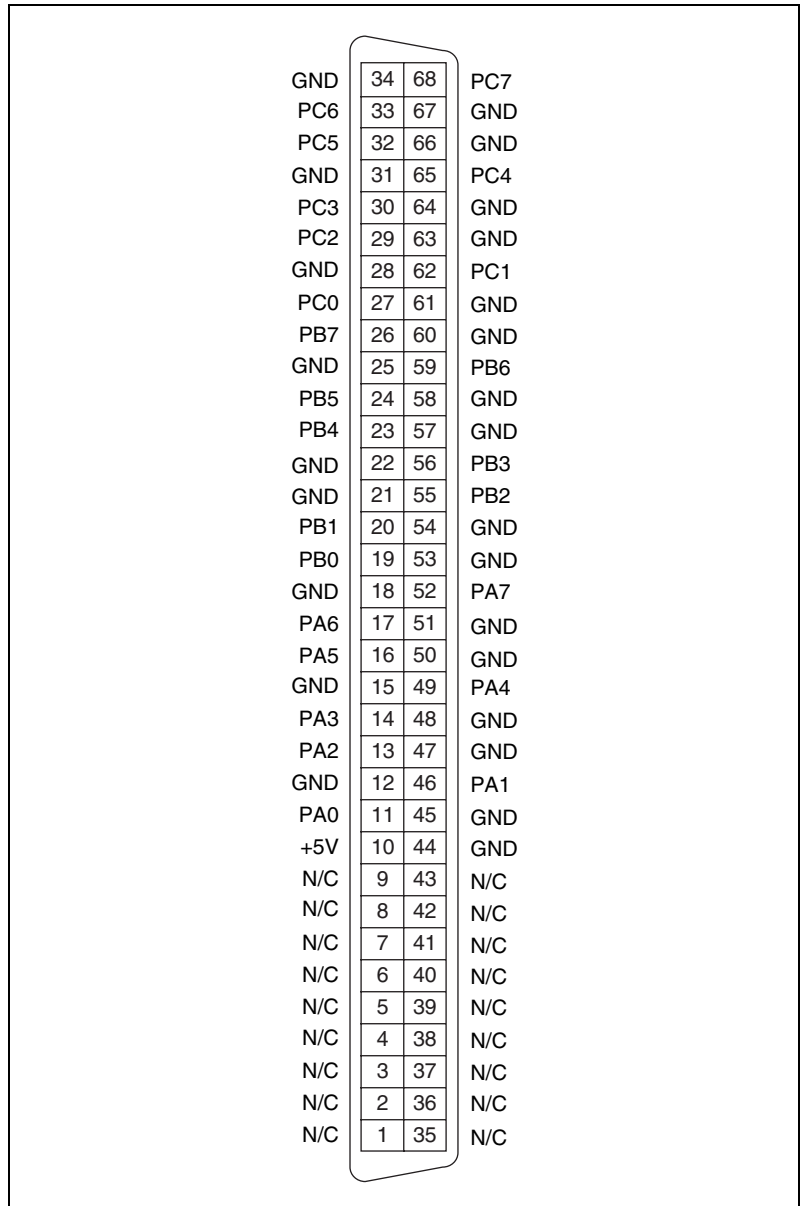 GND 34 68 PC7
PC6 33 67 GND
PC5 32 66 GND
GND 31 65 PC4
PC3 30 64 GND
PC2 29 63 GND
GND 28 62 PC1
PC0 27 61 GND
PB7 26 60 GND
GND 25 59 PB6
PB5 24 58 GND
PB4 23 57 GND
GND 22 56 PB3
GND 21 55 PB2
PB1 20 54 GND
PB0 19 53 GND
GND 18 52 PA7
PA6 17 51 GND
PA5 16 50 GND
GND 15 49 PA4
PA3 14 48 GND
PA2 13 47 GND
GND 12 46 PA1
PA0 11 45 GND
+5V 10 44 GND
N/C 9 43 N/C
N/C 8 42 N/C
N/C 7 41 N/C
N/C 6 40 N/C
N/C 5 39 N/C
N/C 4 38 N/C
N/C 3 37 N/C
N/C 2 36 N/C
N/C 1 35 N/C